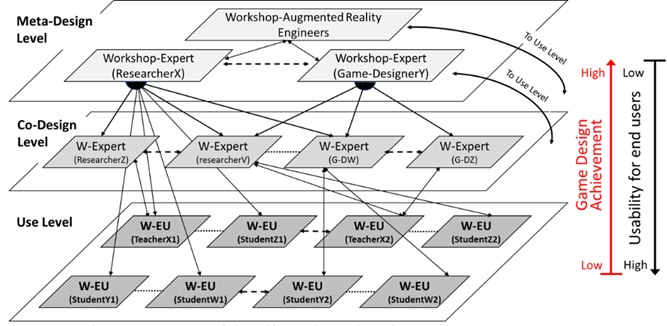 Meta-Design
Level
Workshop-Augmented Reality
Engineers
Workshop-Expert
(ResearcherX)
Workshop-Expert
(Game-DesignerY)
To Use Level
To Use Level
Co-Design
Level
W-Expert
(ResearcherZ)
W-Expert
(researcherV)
W-Expert
(G-DW)
W-Expert
(G-DZ)
Use Level
W-EU
(TeacherX1)
W-EU
(StudentZ1)
W-EU
(TeacherX2)
W-EU
(StudentZ2)
W-EU
(StudentY1)
W-EU
(StudentW1)
W-EU
(StudentY2)
W-EU
(StudentW2)
High
Low
Game Design
Achievement
Usability for end users
Low
High